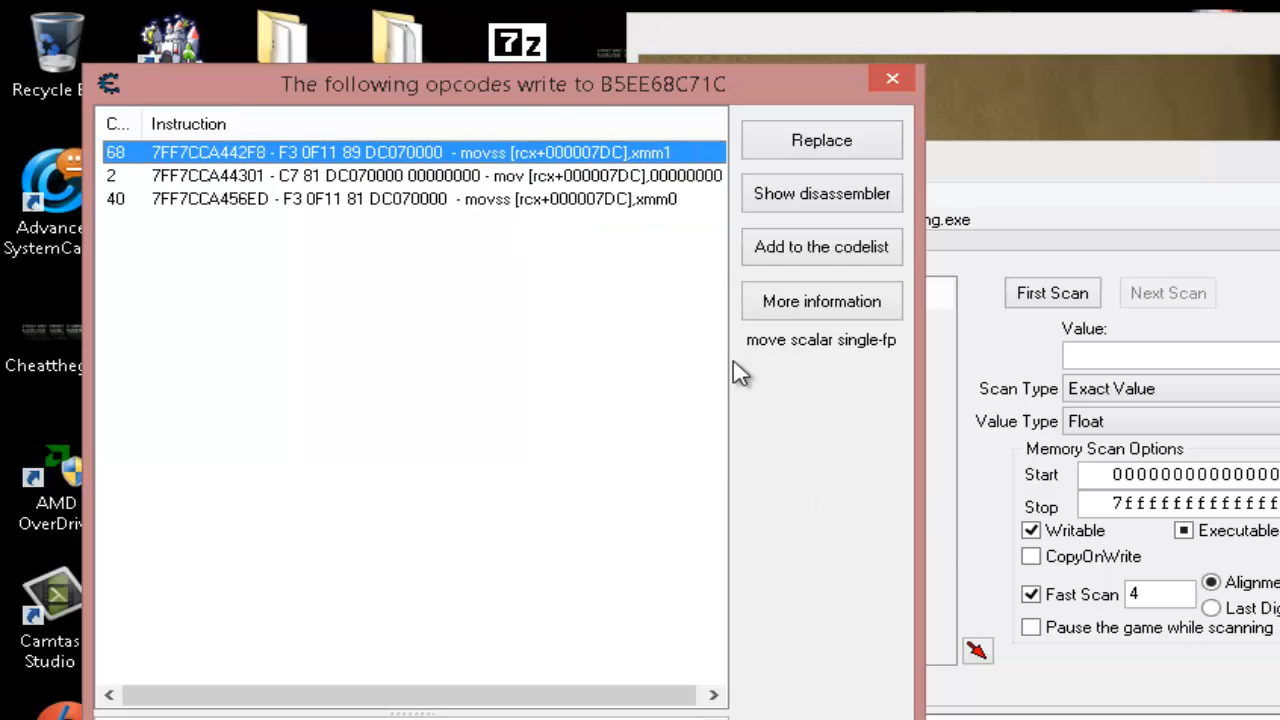 7z
Recycle B
The following opcodes write to B5EE68C71C
C... Instruction
68 7FF7CCA442F8 - F3 0F11 89 DC070000 - movss [rcx+000007DC],xmm1
2 7FF7CCA44301 - C7 81 DC070000 00000000 - mov [rcx+000007DC],00000000
40 7FF7CCA456ED - F3 0F11 81 DC070000 - movss [rcx+000007DC],xmm0
Replace
Show disassembler
Add to the codelist
More information
move scalar single-fp
Advance
SystemCa
Cheatthe
AMD
OverDriv
Camtas
Studio
ng.exe
First Scan
Next Scan
Value:
Scan Type Exact Value
Value Type Float
Memory Scan Options
Start 0000000000000
Stop 7fffffffffffff
Writable
Executable
CopyOnWrite
Fast Scan 4
Alignme
Last Dig
Pause the game while scanning